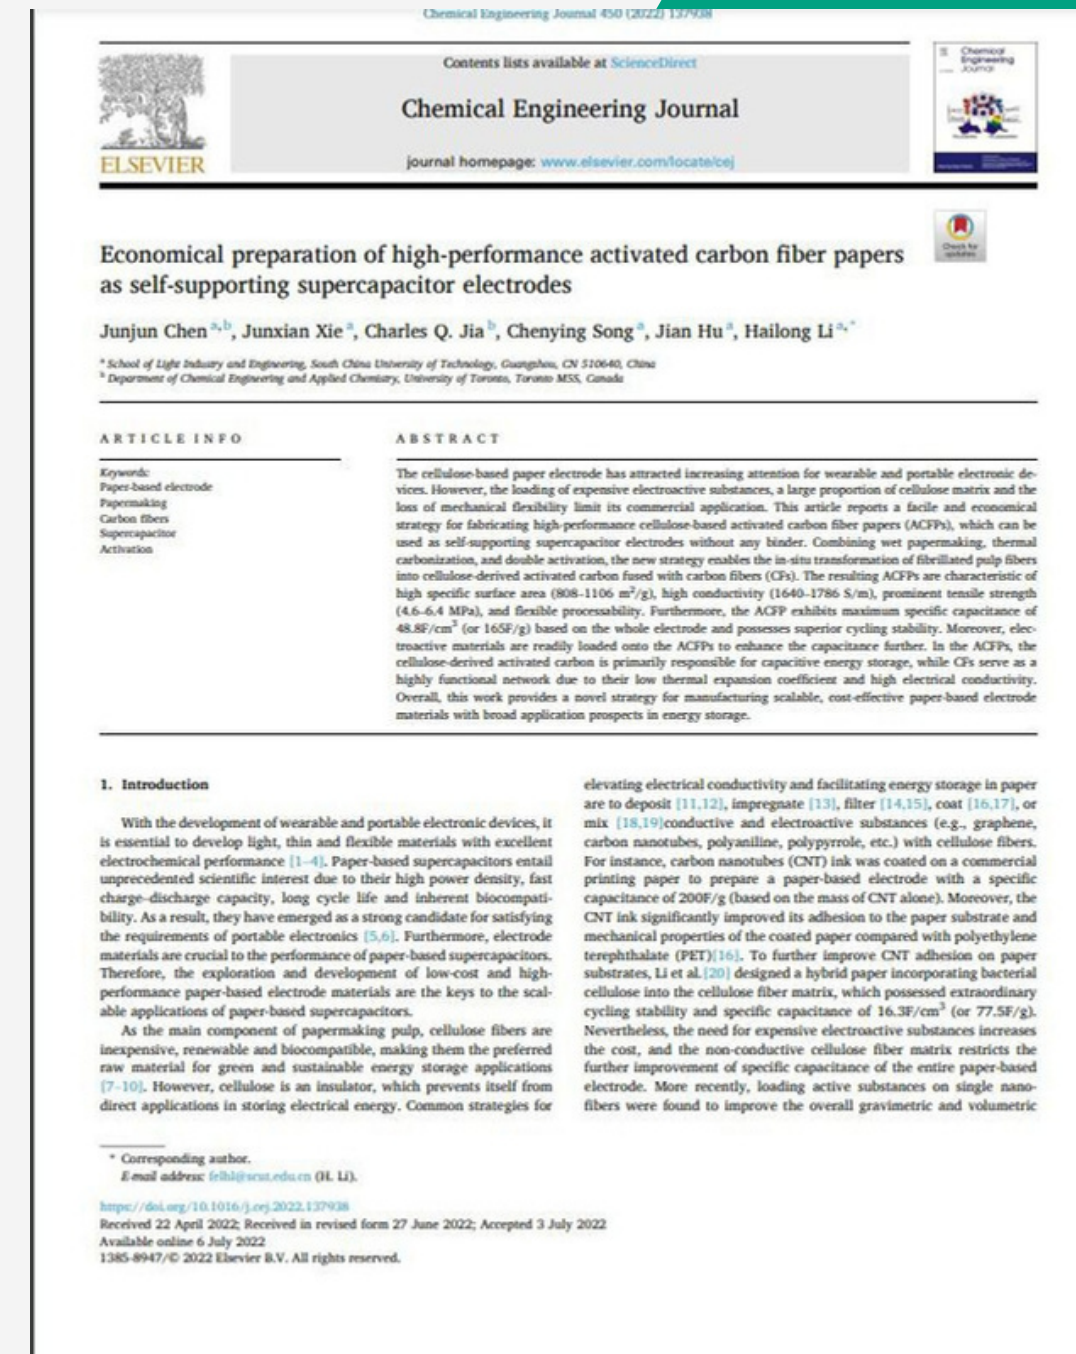 Chemical Engineering Journal 450 (2022) 137938
Contents lists available at ScienceDirect
Chemical Engineering Journal
journal homepage: www.elsevier.com/locate/cej
ELSEVIER
Chemical
Engineering
Journal
Check for
updates
Economical preparation of high-performance activated carbon fiber papers
as self-supporting supercapacitor electrodes
Junjun Chen a,b, Junxian Xie a, Charles Q. Jia b, Chenying Song a, Jian Hu a, Hailong Li a,*
a School of Light Industry and Engineering, South China University of Technology, Guangzhou, CN 510640, China
b Department of Chemical Engineering and Applied Chemistry, University of Toronto, Toronto M5S, Canada
ARTICLE INFO
Keywords:
Paper-based electrode
Papermaking
Carbon fibers
Supercapacitor
Activation
ABSTRACT
The cellulose-based paper electrode has attracted increasing attention for wearable and portable electronic de-
vices. However, the loading of expensive electroactive substances, a large proportion of cellulose matrix and the
loss of mechanical flexibility limit its commercial application. This article reports a facile and economical
strategy for fabricating high-performance cellulose-based activated carbon fiber papers (ACFPs), which can be
used as self-supporting supercapacitor electrodes without any binder. Combining wet papermaking, thermal
carbonization, and double activation, the new strategy enables the in-situ transformation of fibrillated pulp fibers
into cellulose-derived activated carbon fused with carbon fibers (CFs). The resulting ACFPs are characteristic of
high specific surface area (808–1106 m²/g), high conductivity (1640–1786 S/m), prominent tensile strength
(4.6–6.4 MPa), and flexible processability. Furthermore, the ACFP exhibits maximum specific capacitance of
48.8F/cm³ (or 165F/g) based on the whole electrode and possesses superior cycling stability. Moreover, elec-
troactive materials are readily loaded onto the ACFPs to enhance the capacitance further. In the ACFPs, the
cellulose-derived activated carbon is primarily responsible for capacitive energy storage, while CFs serve as a
highly functional network due to their low thermal expansion coefficient and high electrical conductivity.
Overall, this work provides a novel strategy for manufacturing scalable, cost-effective paper-based electrode
materials with broad application prospects in energy storage.
1. Introduction
With the development of wearable and portable electronic devices, it
is essential to develop light, thin and flexible materials with excellent
electrochemical performance [1–4]. Paper-based supercapacitors entail
unprecedented scientific interest due to their high power density, fast
charge–discharge capacity, long cycle life and inherent biocompati-
bility. As a result, they have emerged as a strong candidate for satisfying
the requirements of portable electronics [5,6]. Furthermore, electrode
materials are crucial to the performance of paper-based supercapacitors.
Therefore, the exploration and development of low-cost and high-
performance paper-based electrode materials are the keys to the scal-
able applications of paper-based supercapacitors.
As the main component of papermaking pulp, cellulose fibers are
inexpensive, renewable and biocompatible, making them the preferred
raw material for green and sustainable energy storage applications
[7–10]. However, cellulose is an insulator, which prevents itself from
direct applications in storing electrical energy. Common strategies for
elevating electrical conductivity and facilitating energy storage in paper
are to deposit [11,12], impregnate [13], filter [14,15], coat [16,17], or
mix [18,19]conductive and electroactive substances (e.g., graphene,
carbon nanotubes, polyaniline, polypyrrole, etc.) with cellulose fibers.
For instance, carbon nanotubes (CNT) ink was coated on a commercial
printing paper to prepare a paper-based electrode with a specific
capacitance of 200F/g (based on the mass of CNT alone). Moreover, the
CNT ink significantly improved its adhesion to the paper substrate and
mechanical properties of the coated paper compared with polyethylene
terephthalate (PET)[16]. To further improve CNT adhesion on paper
substrates, Li et al.[20] designed a hybrid paper incorporating bacterial
cellulose into the cellulose fiber matrix, which possessed extraordinary
cycling stability and specific capacitance of 16.3F/cm³ (or 77.5F/g).
Nevertheless, the need for expensive electroactive substances increases
the cost, and the non-conductive cellulose fiber matrix restricts the
further improvement of specific capacitance of the entire paper-based
electrode. More recently, loading active substances on single nano-
fibers were found to improve the overall gravimetric and volumetric
* Corresponding author.
E-mail address: felhl@scut.edu.cn (H. Li).
https://doi.org/10.1016/j.cej.2022.137938
Received 22 April 2022; Received in revised form 27 June 2022; Accepted 3 July 2022
Available online 6 July 2022
1385-8947/© 2022 Elsevier B.V. All rights reserved.